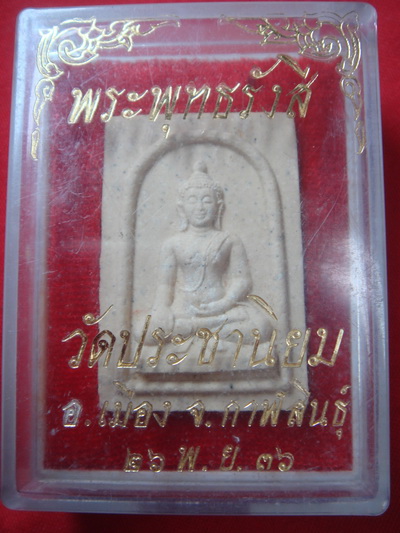 พระพุทธรังสี
วัดประชานิยม
อ.เมือง จ.กาฬสินธุ์
๒๖ พ.ย. ๓๖